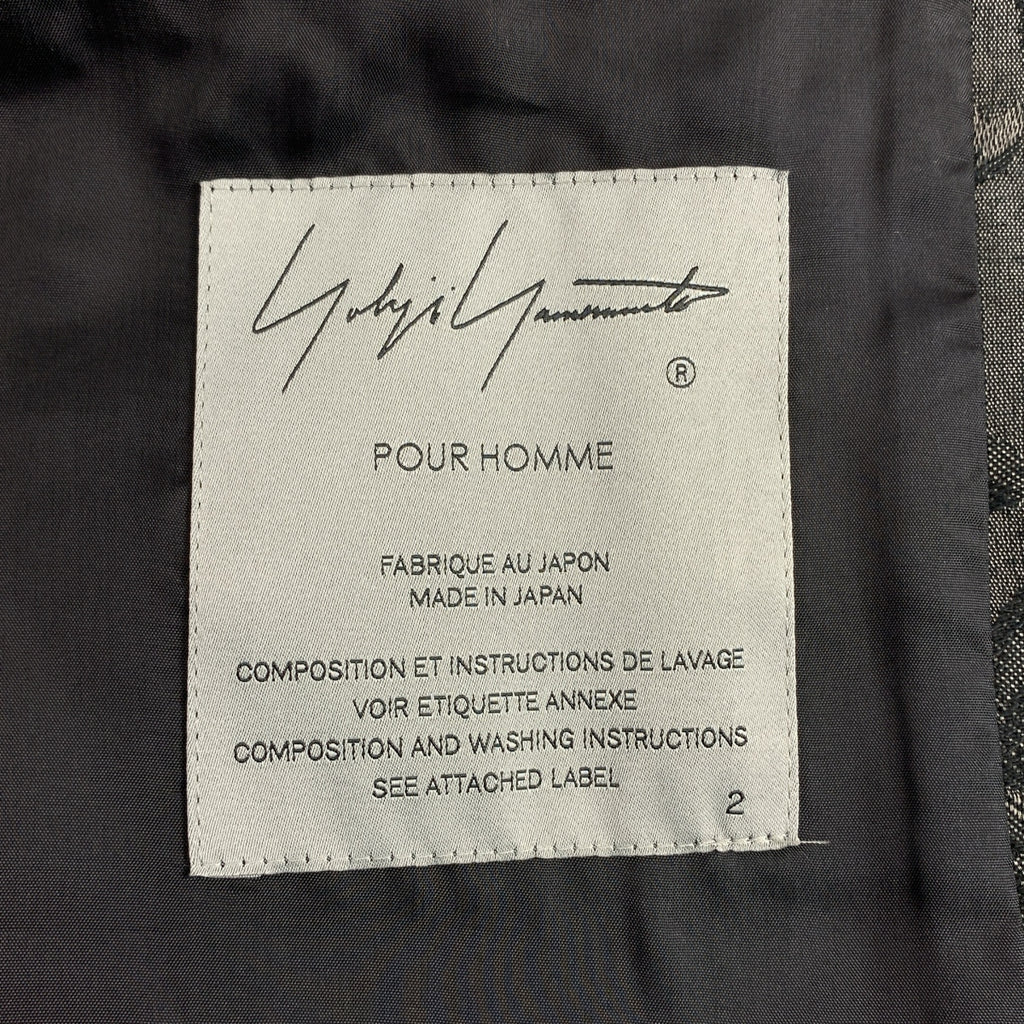 Yohji Yamamoto
®
POUR HOMME
FABRIQUE AU JAPON
MADE IN JAPAN
COMPOSITION ET INSTRUCTIONS DE LAVAGE
VOIR ETIQUETTE ANNEXE
COMPOSITION AND WASHING INSTRUCTIONS
SEE ATTACHED LABEL
2